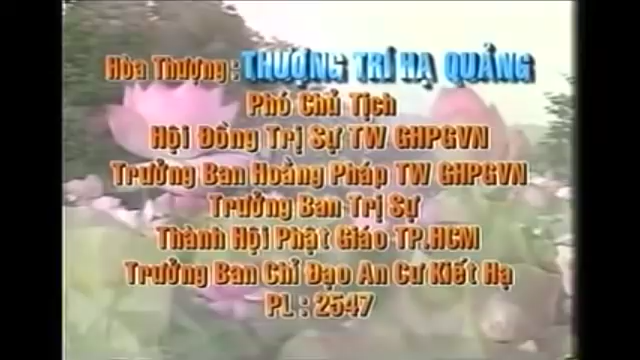 Hòa Thượng : THƯỢNG TRÍ HẠ QUẢNG
Phó Chủ Tịch
Hội Đồng Trị Sự TW GHPGVN
Trưởng Ban Hoằng Pháp TW GHPGVN
Trưởng Ban Trị Sự
Thành Hội Phật Giáo TP.HCM
Trưởng Ban Chỉ Đạo An Cư Kiết Hạ
PL : 2547